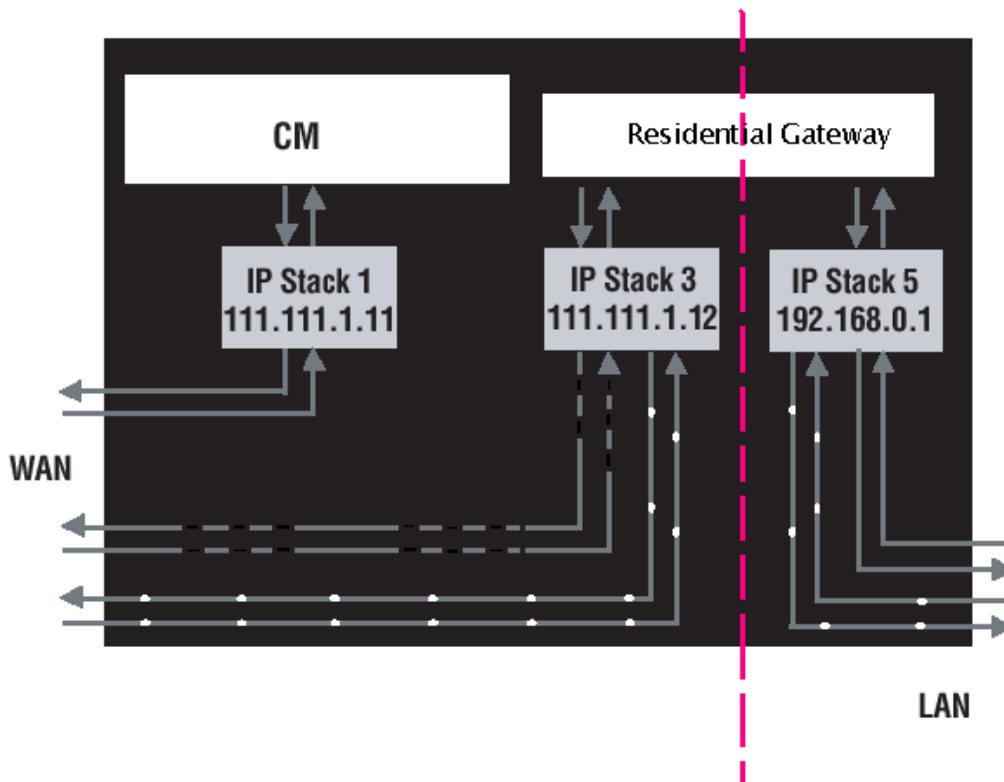 CM
Residential Gateway
IP Stack 1
111.111.1.11
IP Stack 3
111.111.1.12
IP Stack 5
192.168.0.1
WAN
LAN